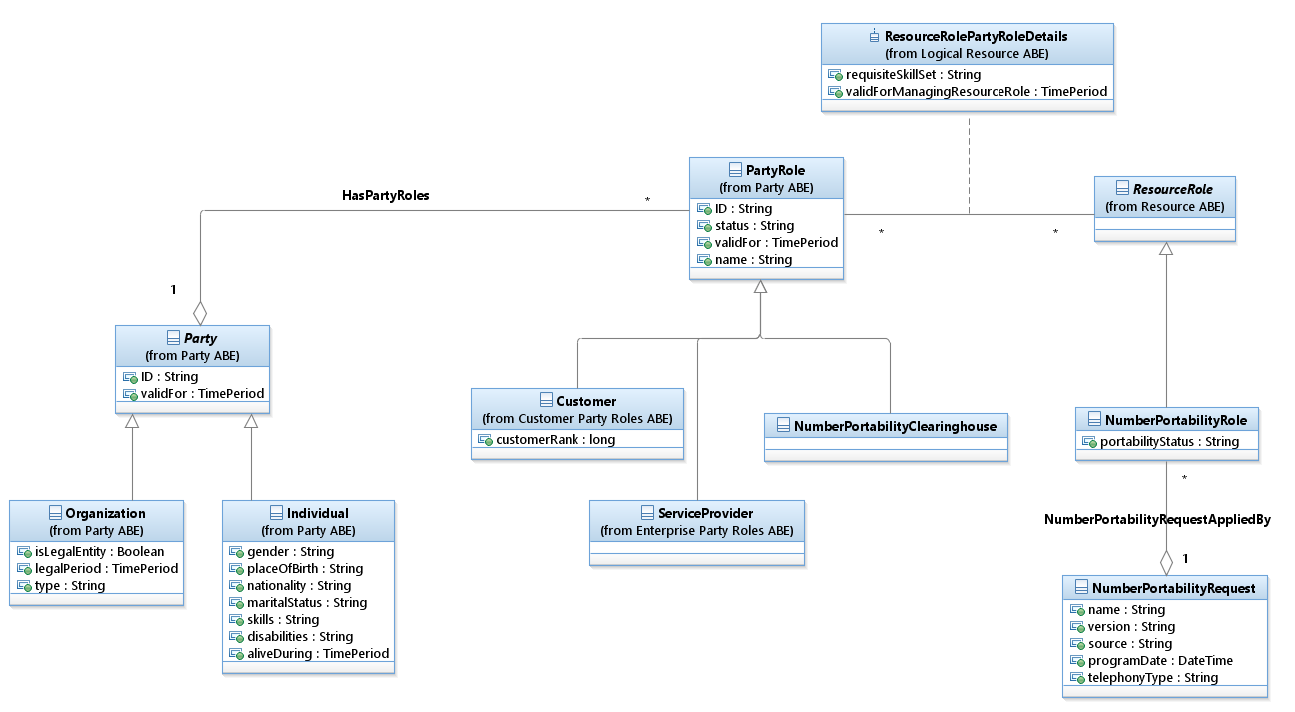 ResourceRolePartyRoleDetails
(from Logical Resource ABE)
requisiteSkillSet : String
validForManagingResourceRole : TimePeriod
PartyRole
(from Party ABE)
ID : String
status : String
validFor : TimePeriod
name : String
HasPartyRoles
*
1
*
*
ResourceRole
(from Resource ABE)
Party
(from Party ABE)
ID : String
validFor : TimePeriod
Customer
(from Customer Party Roles ABE)
customerRank : long
NumberPortabilityClearinghouse
NumberPortabilityRole
portabilityStatus : String
*
NumberPortabilityRequestAppliedBy
1
Organization
(from Party ABE)
isLegalEntity : Boolean
legalPeriod : TimePeriod
type : String
Individual
(from Party ABE)
gender : String
placeOfBirth : String
nationality : String
maritalStatus : String
skills : String
disabilities : String
aliveDuring : TimePeriod
ServiceProvider
(from Enterprise Party Roles ABE)
NumberPortabilityRequest
name : String
version : String
source : String
programDate : DateTime
telephonyType : String